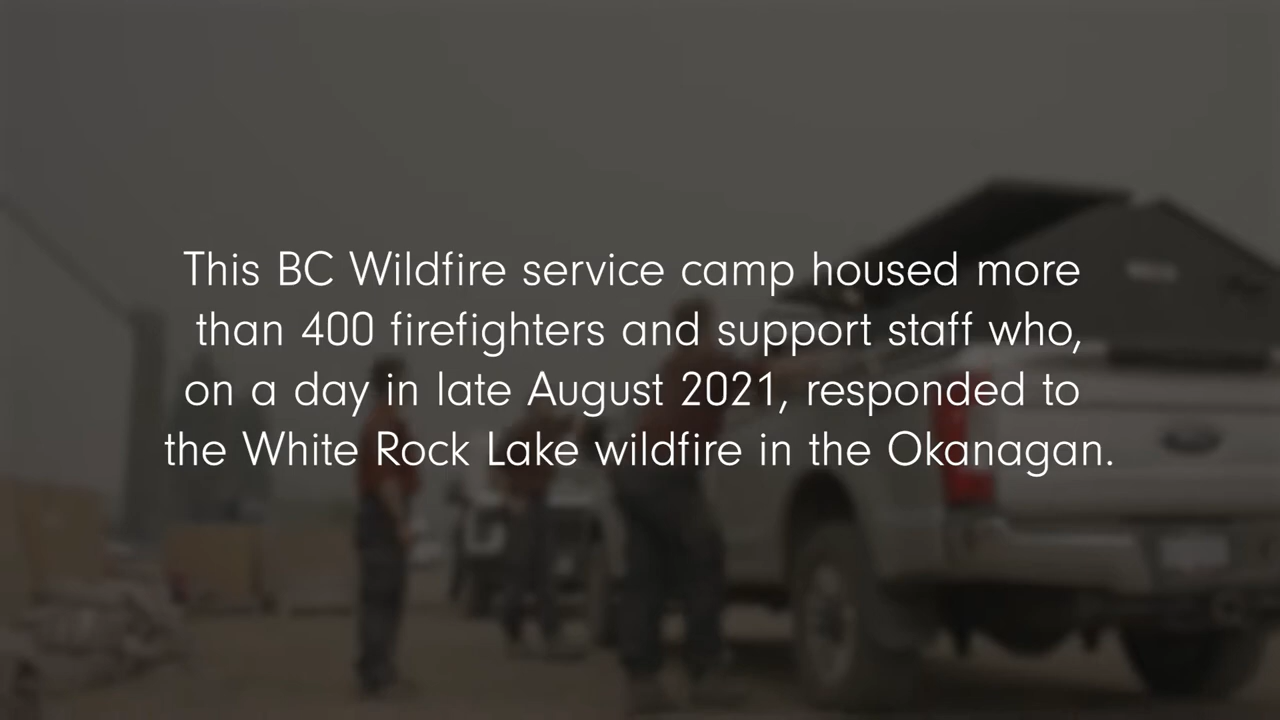 This BC Wildfire service camp housed more
than 400 firefighters and support staff who,
on a day in late August 2021, responded to
the White Rock Lake wildfire in the Okanagan.